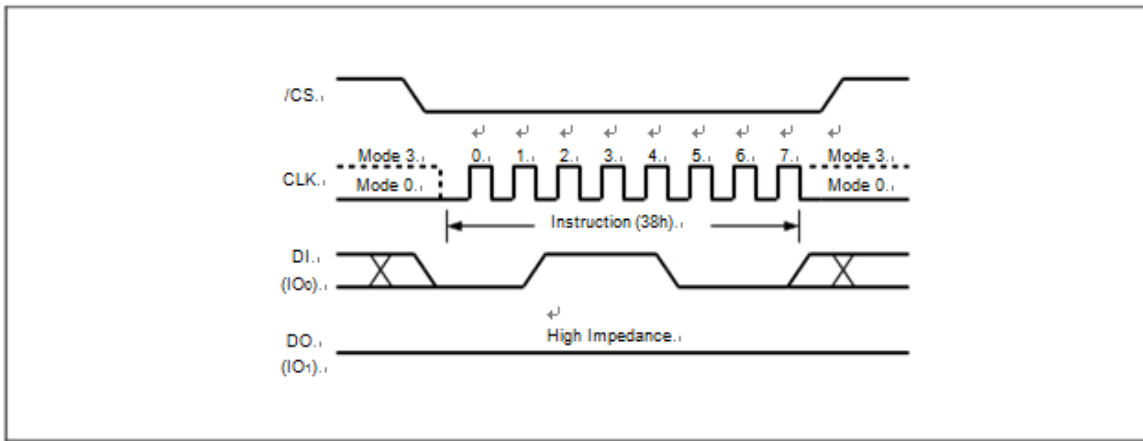 /CS.
Mode 3. 0. 1. 2. 3. 4. 5. 6. 7. Mode 3.
CLK.
Mode 0. Mode 0.
Instruction (38h).
DI.
(IO0).
High Impedance.
DO.
(IO1).